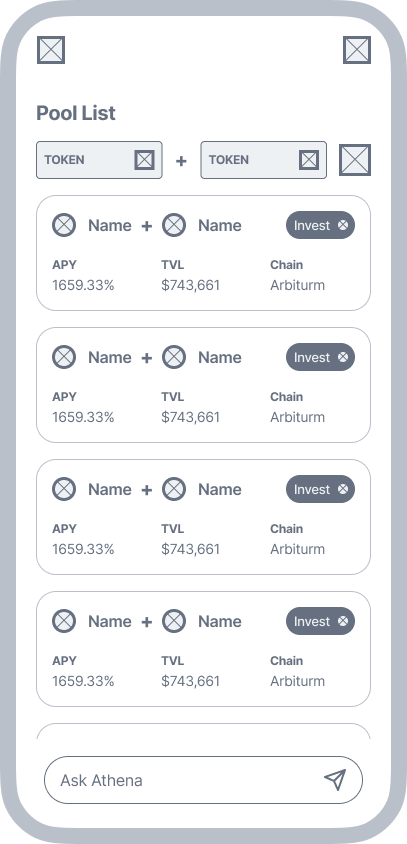 Pool List
TOKEN + TOKEN
Name + Name Invest
APY TVL Chain
1659.33% $743,661 Arbiturm
Name + Name Invest
APY TVL Chain
1659.33% $743,661 Arbiturm
Name + Name Invest
APY TVL Chain
1659.33% $743,661 Arbiturm
Name + Name Invest
APY TVL Chain
1659.33% $743,661 Arbiturm
Ask Athena